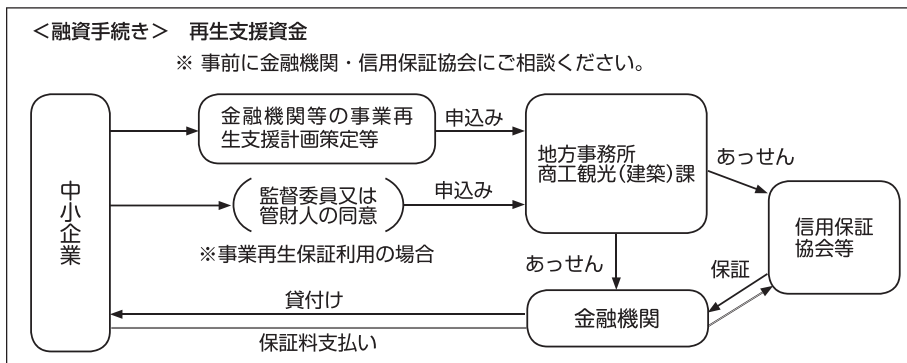 <融資手続き> 再生支援資金
※ 事前に金融機関・信用保証協会にご相談ください。
中小企業
金融機関等の事業再
生支援計画策定等
申込み
地方事務所
商工観光(建築)課
あっせん
(監督委員又は
管財人の同意)
申込み
※事業再生保証利用の場合
信用保証
協会等
あっせん
保証
貸付け
金融機関
保証料支払い